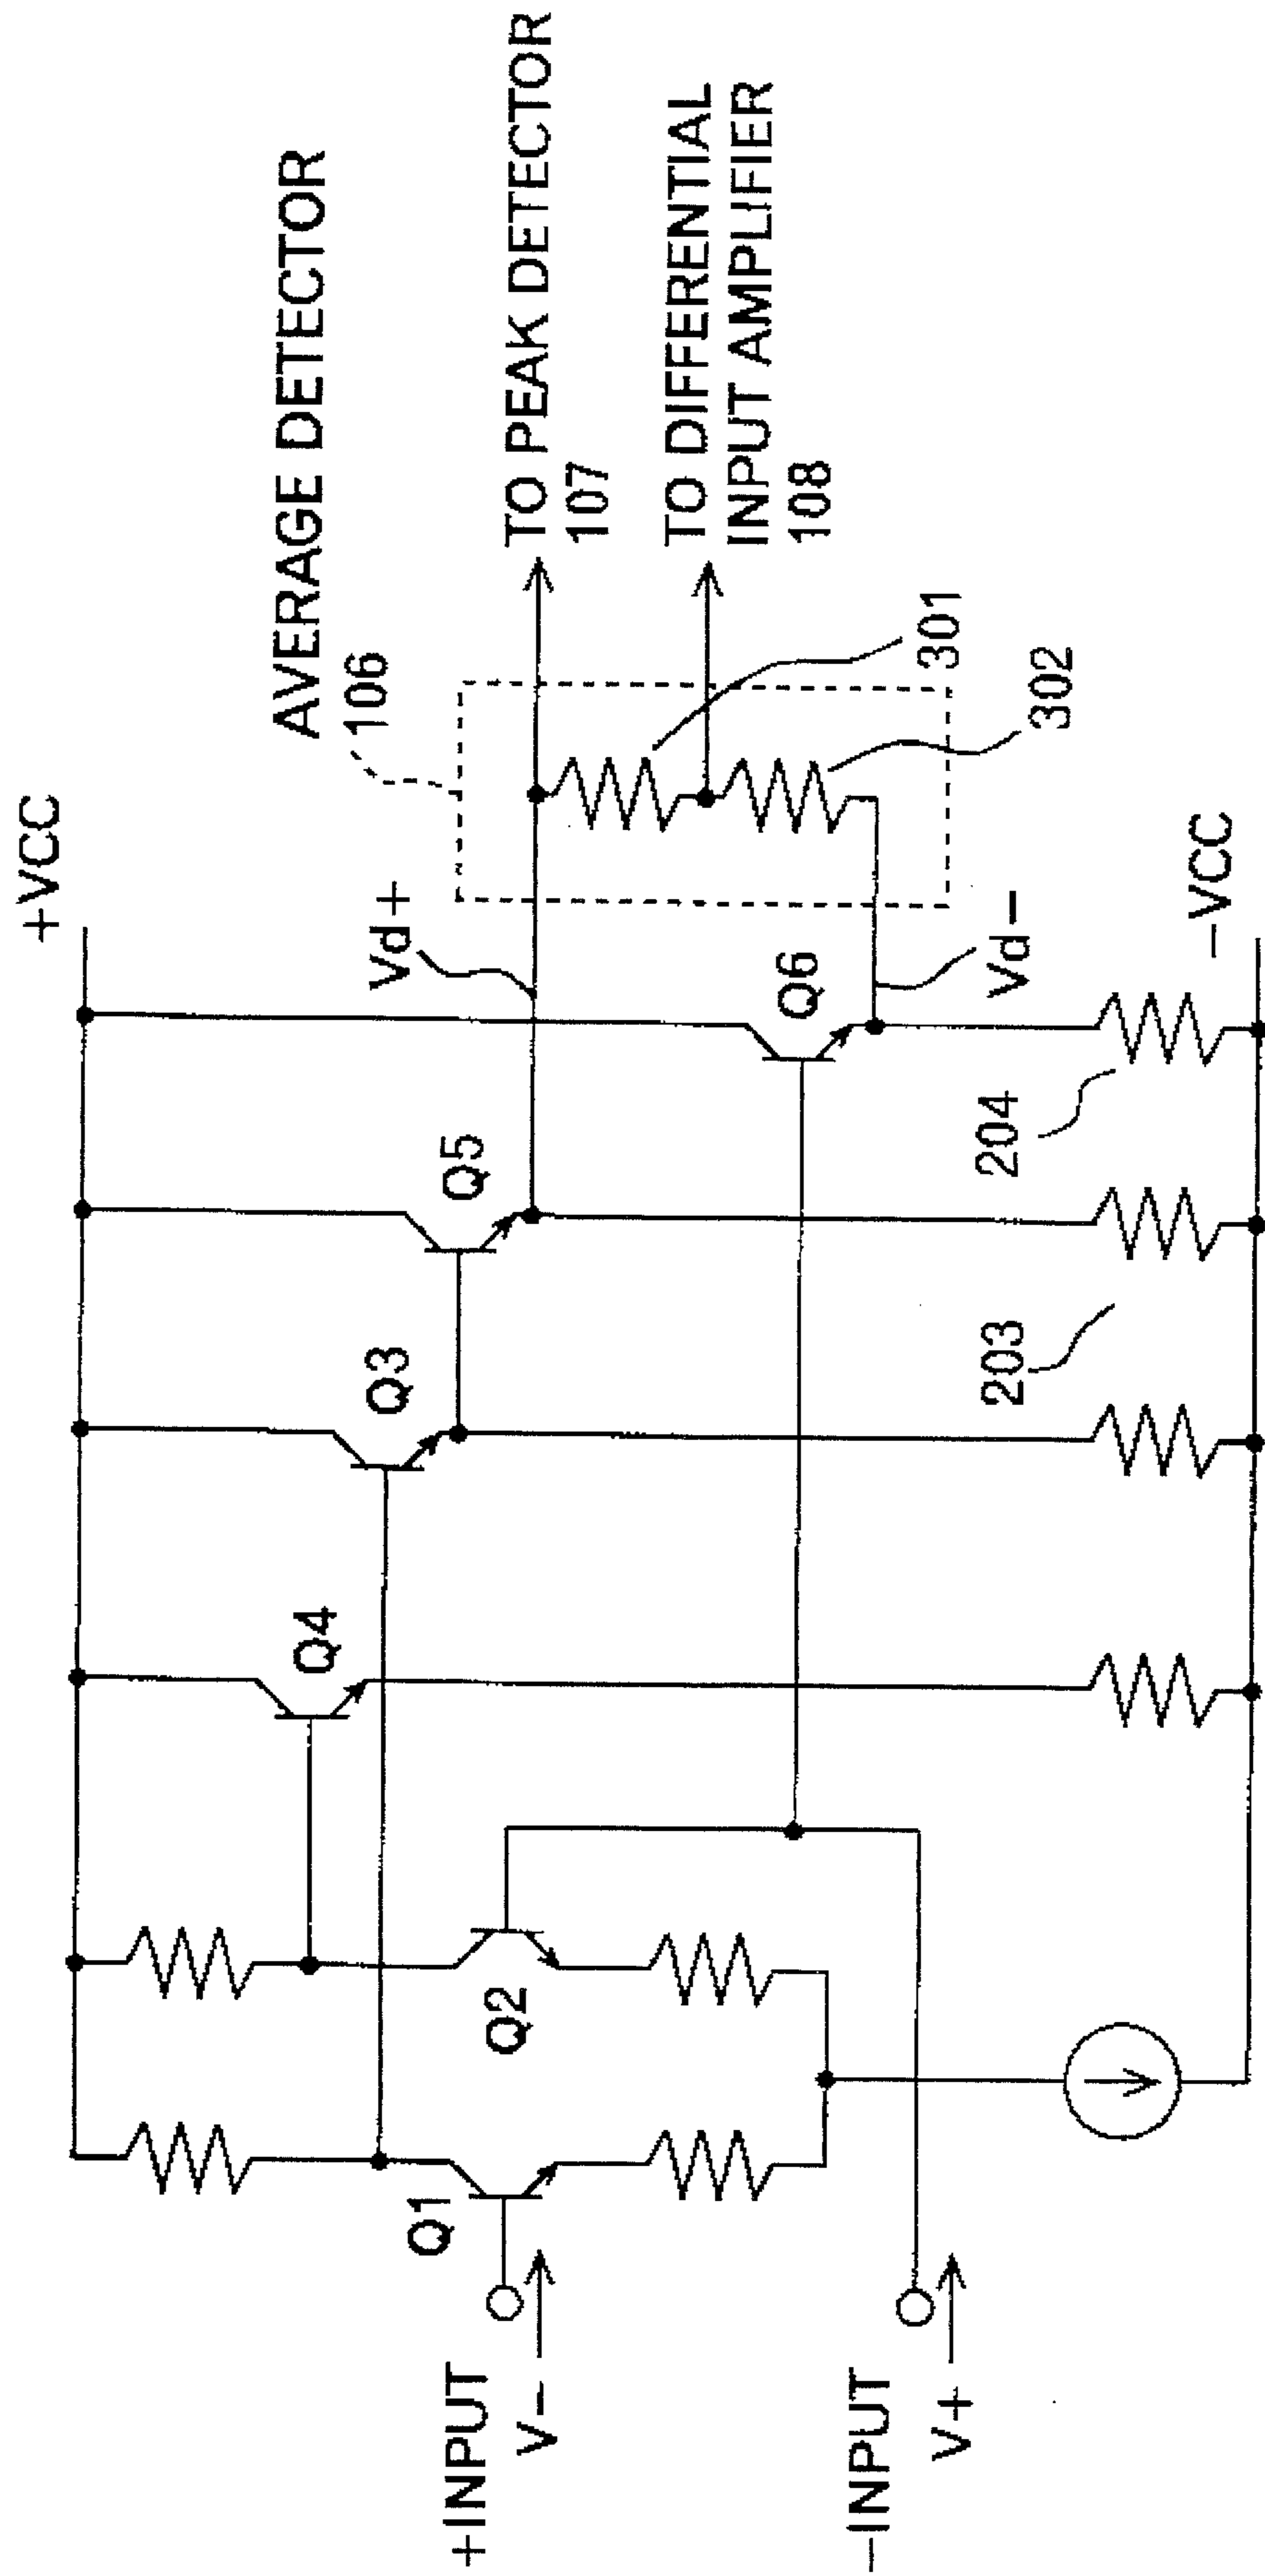 +VCC
AVERAGE DETECTOR
106
Vd+
TO PEAK DETECTOR
107
TO DIFFERENTIAL
INPUT AMPLIFIER
108
301
302
Q4
Q3
Q5
Q6
Vd-
Q1
Q2
+INPUT
V-
-INPUT
V+
203
204
-VCC